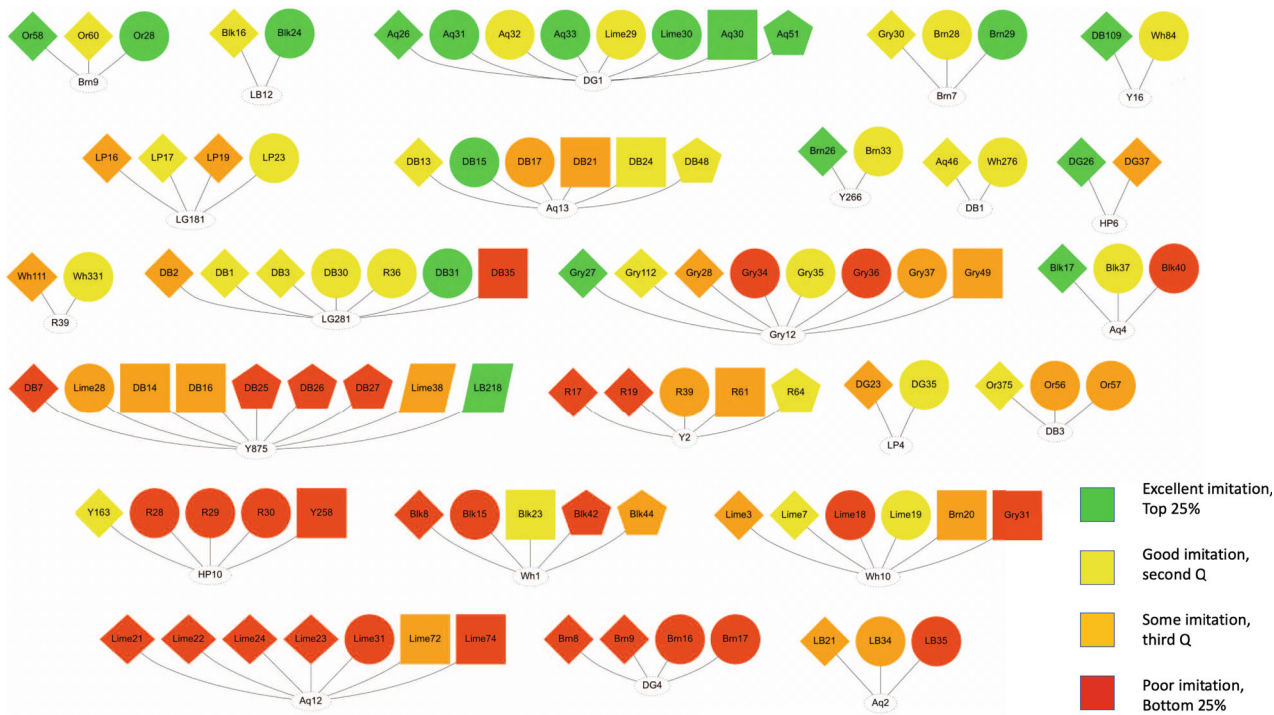 Or58 Or60 Or28
Brn9
Blk16 Blk24
LB12
Aq26 Aq31 Aq32 Aq33 Lime29 Lime30 Aq30 Aq51
DG1
Gry30 Brn28 Brn29
Brn7
DB109 Wh84
Y16
LP16 LP17 LP19 LP23
LG181
DB13 DB15 DB17 DB21 DB24 DB48
Aq13
Brn26 Brn33
Y266
Aq46 Wh276
DB1
DG26 DG37
HP6
Wh111 Wh331
R39
DB2 DB1 DB3 DB30 R36 DB31 DB35
LG281
Gry27 Gry112 Gry28 Gry34 Gry35 Gry36 Gry37 Gry49
Gry12
Blk17 Blk37 Blk40
Aq4
DB7 Lime28 DB14 DB16 DB25 DB26 DB27 Lime38 LB218
Y875
R17 R19 R39 R61 R64
Y2
DG23 DG35
LP4
Or375 Or56 Or57
DB3
Y163 R28 R29 R30 Y258
HP10
Blk8 Blk15 Blk23 Blk42 Blk44
Wh1
Lime3 Lime7 Lime18 Lime19 Brn20 Gry31
Wh10
Lime21 Lime22 Lime24 Lime23 Lime31 Lime72 Lime74
Aq12
Brn8 Brn9 Brn16 Brn17
DG4
LB21 LB34 LB35
Aq2
Excellent imitation,
Top 25%
Good imitation,
second Q
Some imitation,
third Q
Poor imitation,
Bottom 25%